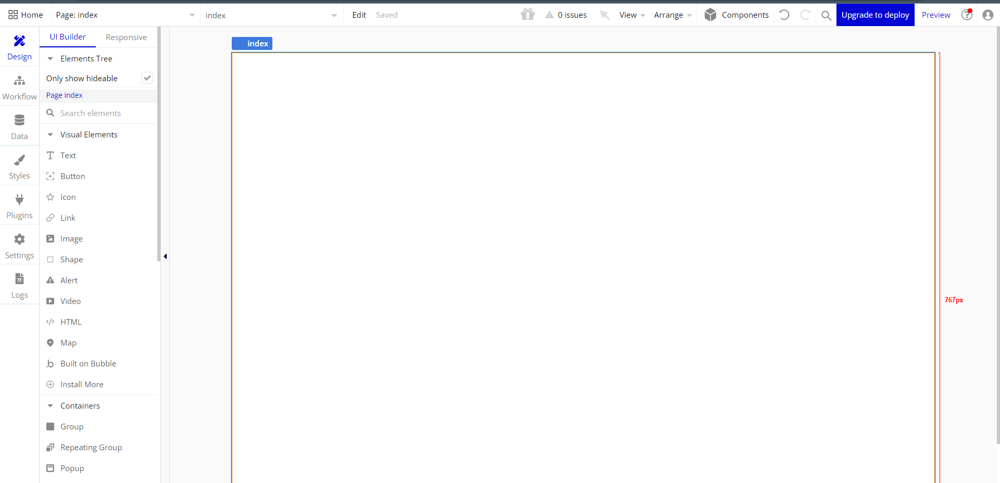 Home
Page: index
index
Edit
Saved
0 issues
View
Arrange
Components
Upgrade to deploy
Preview
Design
Workflow
Data
Styles
Plugins
Settings
Logs
UI Builder
Responsive
Elements Tree
Only show hideable
Page index
Search elements
Visual Elements
Text
Button
Icon
Link
Image
Shape
Alert
Video
HTML
Map
Built on Bubble
Install More
Containers
Group
Repeating Group
Popup
index
767px